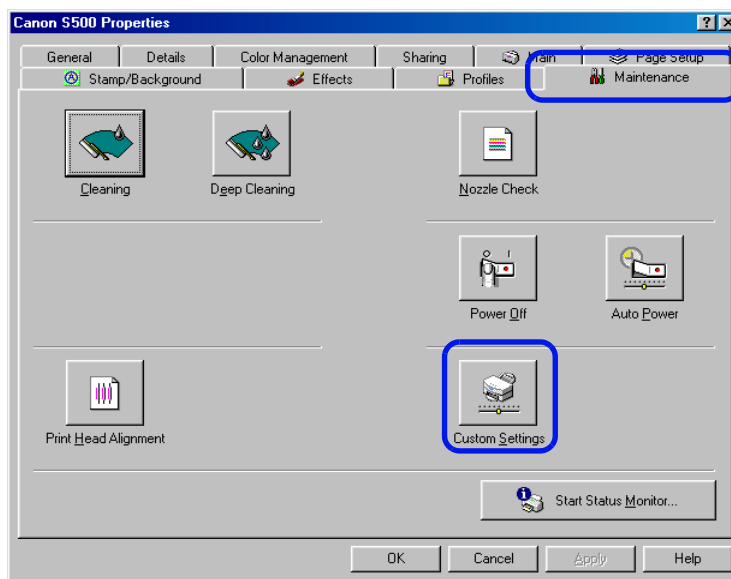 Canon S500 Properties
General Details Color Management Sharing Main Page Setup
Stamp/Background Effects Profiles Maintenance
Cleaning Deep Cleaning Nozzle Check
Power Off Auto Power
Print Head Alignment Custom Settings
Start Status Monitor...
OK Cancel Apply Help